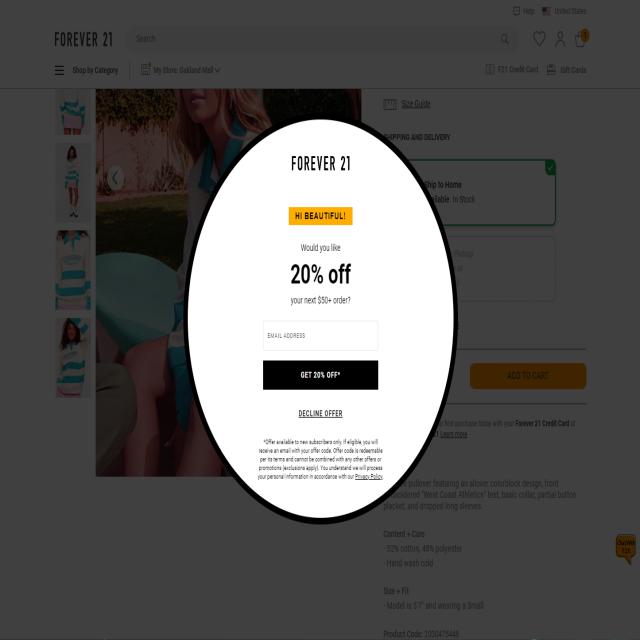 Help
United States
FOREVER 21
Search
1
Shop by Category
My Store: Oakland Mall
F21 Credit Card
Gift Cards
Size Guide
SHIPPING AND DELIVERY
Ship to Home
In Stock
Pickup
FOREVER 21
HI BEAUTIFUL!
Would you like
20% off
your next $50+ order?
EMAIL ADDRESS
GET 20% OFF*
DECLINE OFFER
*Offer available to new subscribers only. If eligible, you will
receive an email with your offer code. Offer code is redeemable
per its terms and cannot be combined with any other offers or
promotions (exclusions apply). You understand we will process
your personal information in accordance with our Privacy Policy.
ADD TO CART
first purchase today with your Forever 21 Credit Card at
Learn more
pullover featuring an allover colorblock design, front
"West Coast Athletics" text, basic collar, partial button
placket, and dropped long sleeves.
Content + Care
- 52% cotton, 48% polyester
- Hand wash cold
Size + Fit
- Model is 5'7" and wearing a Small
Product Code: 2000475448